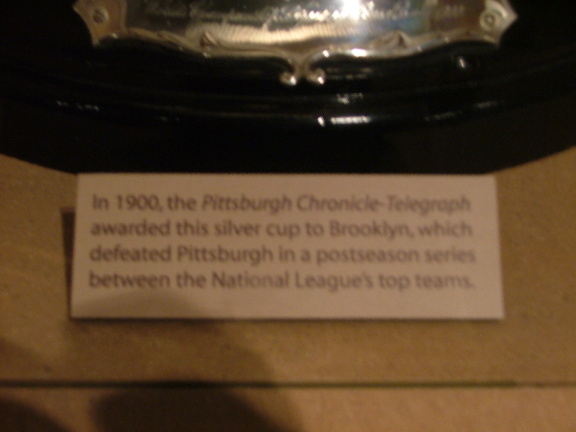 In 1900, the Pittsburgh Chronicle-Telegraph
awarded this silver cup to Brooklyn, which
defeated Pittsburgh in a postseason series
between the National League's top teams.